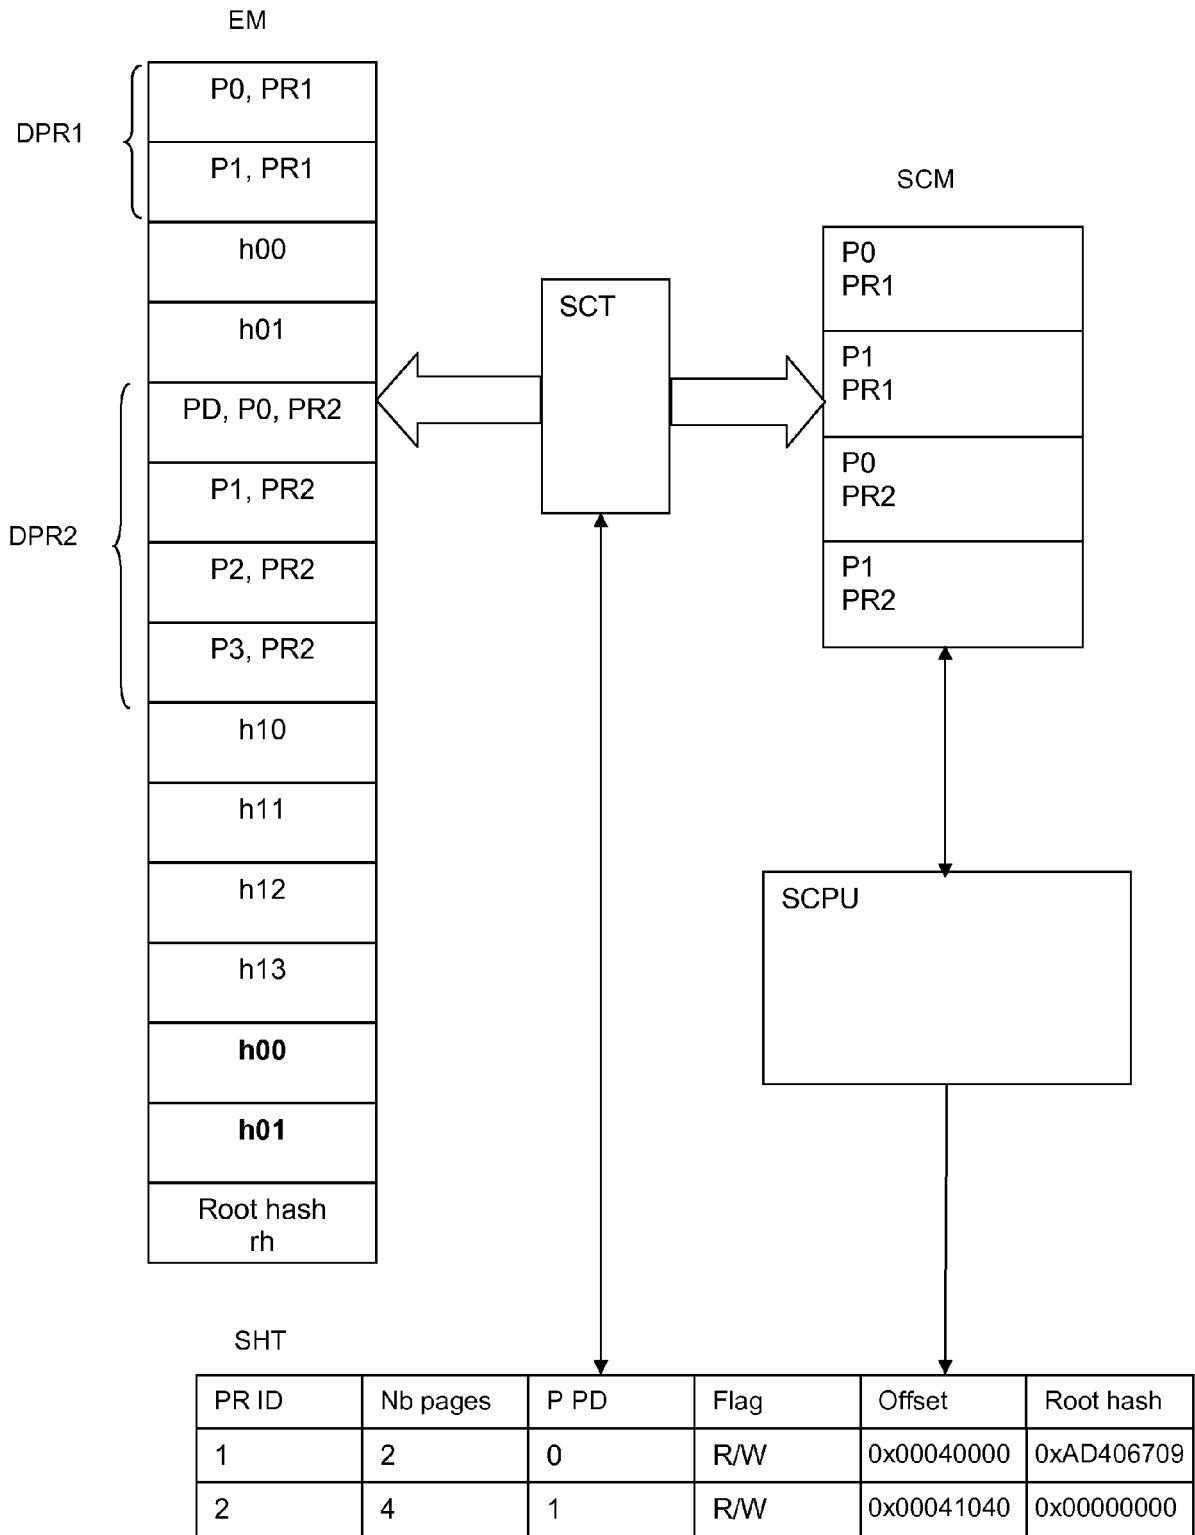 EM
P0, PR1
DPR1
P1, PR1
h00
h01
PD, P0, PR2
P1, PR2
DPR2
P2, PR2
P3, PR2
h10
h11
h12
h13
h00
h01
Root hash
rh
SCT
SCM
P0
PR1
P1
PR1
P0
PR2
P1
PR2
SCPU
SHT
PR ID Nb pages P PD Flag Offset Root hash
1 2 0 R/W 0x00040000 0xAD406709
2 4 1 R/W 0x00041040 0x00000000